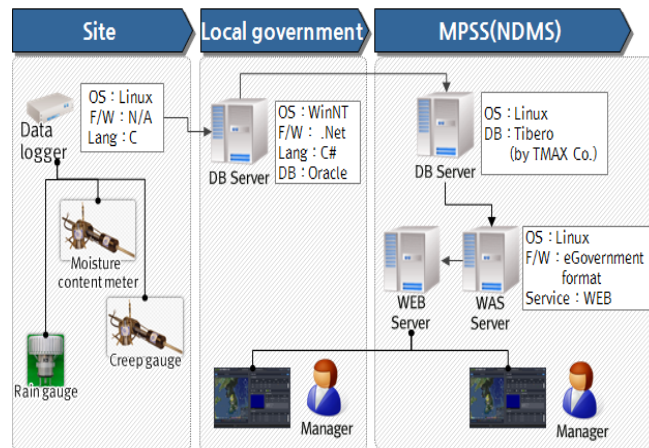 Site
Local government
MPSS(NDMS)
Data
logger
OS : Linux
F/W : N/A
Lang : C
Moisture
content meter
Creep gauge
Rain gauge
DB Server
OS : WinNT
F/W : .Net
Lang : C#
DB : Oracle
DB Server
OS : Linux
DB : Tibero
(by TMAX Co.)
WEB
Server
WAS
Server
OS : Linux
F/W : eGovernment
format
Service : WEB
Manager
Manager